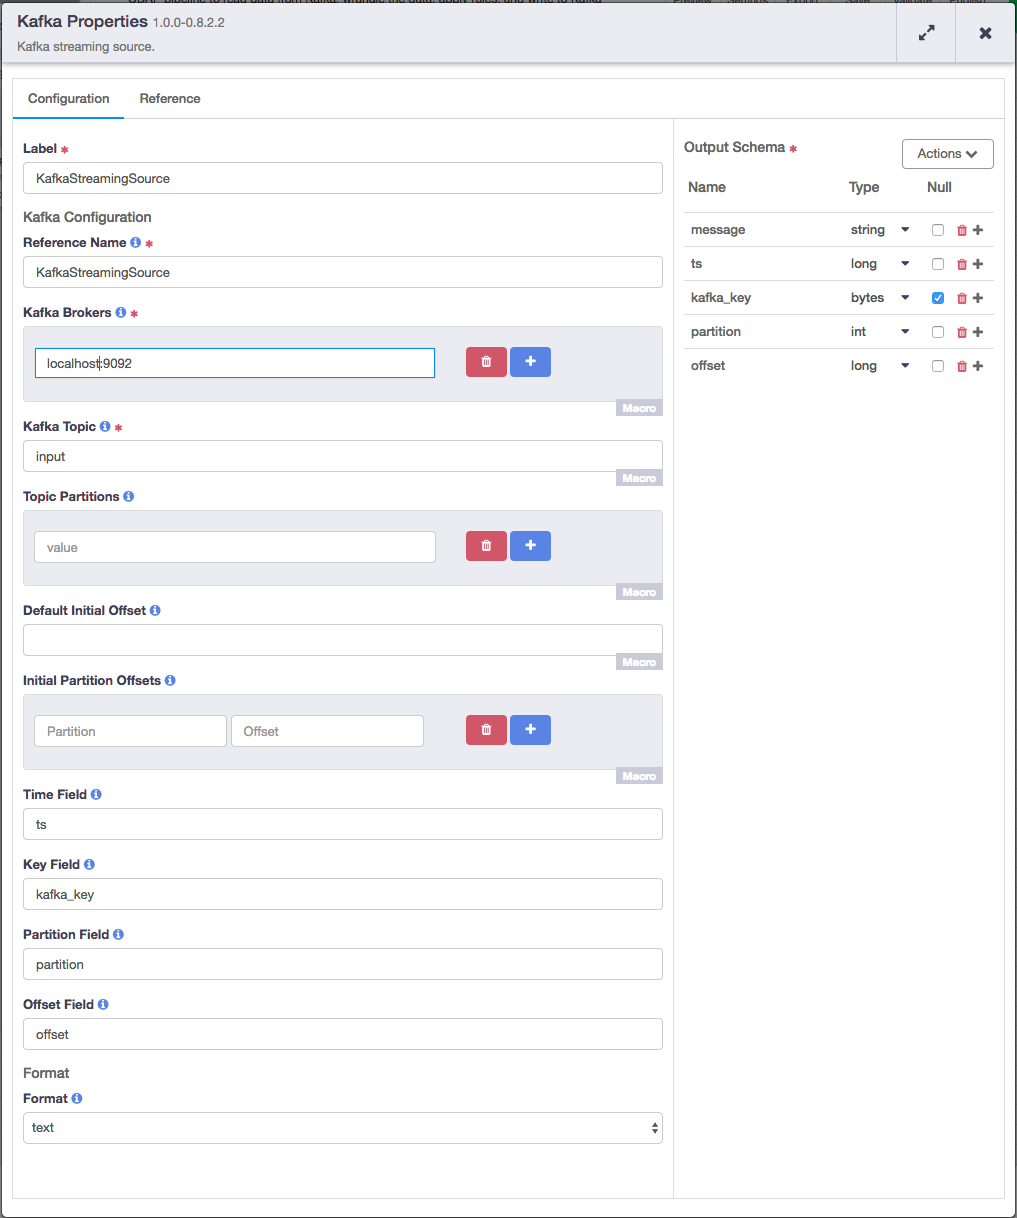 Kafka Properties 1.0.0-0.8.2.2
Kafka streaming source.
Configuration
Reference
Label *
KafkaStreamingSource
Kafka Configuration
Reference Name *
KafkaStreamingSource
Kafka Brokers *
localhost:9092
Macro
Kafka Topic *
input
Macro
Topic Partitions
value
Macro
Default Initial Offset
Macro
Initial Partition Offsets
Partition
Offset
Macro
Time Field
ts
Key Field
kafka_key
Partition Field
partition
Offset Field
offset
Format
Format
text
Output Schema *
Actions
Name Type Null
message string
ts long
kafka_key bytes
partition int
offset long